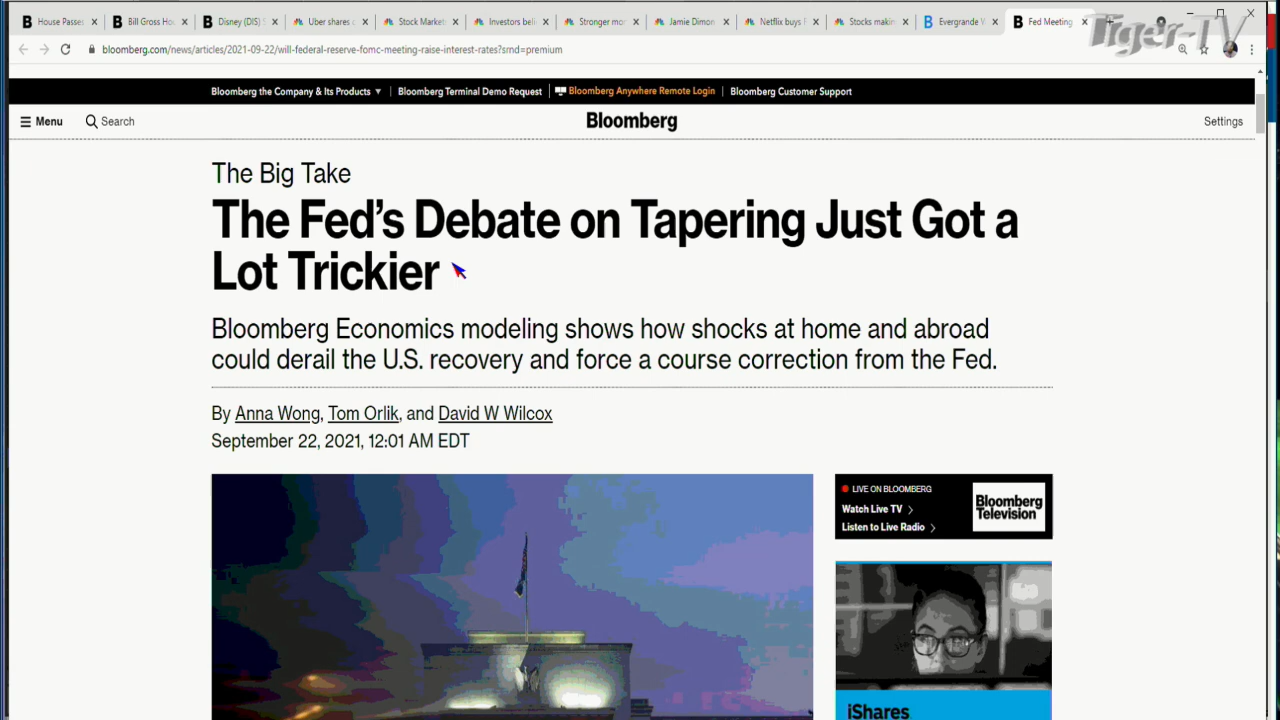 House Passes
Bill Gross Ho
Disney (DIS)
Uber shares
Stock Market
Investors beli
Stronger mo
Jamie Dimon
Netflix buys
Stocks makin
Evergrande
Fed Meeting
Tiger-TV
bloomberg.com/news/articles/2021-09-22/will-federal-reserve-fomc-meeting-raise-interest-rates?srnd=premium
Bloomberg the Company & Its Products
Bloomberg Terminal Demo Request
Bloomberg Anywhere Remote Login
Bloomberg Customer Support
Menu
Search
Bloomberg
Settings
The Big Take
The Fed's Debate on Tapering Just Got a
Lot Trickier
Bloomberg Economics modeling shows how shocks at home and abroad
could derail the U.S. recovery and force a course correction from the Fed.
By Anna Wong, Tom Orlik, and David W Wilcox
September 22, 2021, 12:01 AM EDT
LIVE ON BLOOMBERG
Watch Live TV
Listen to Live Radio
Bloomberg
Television
iShares